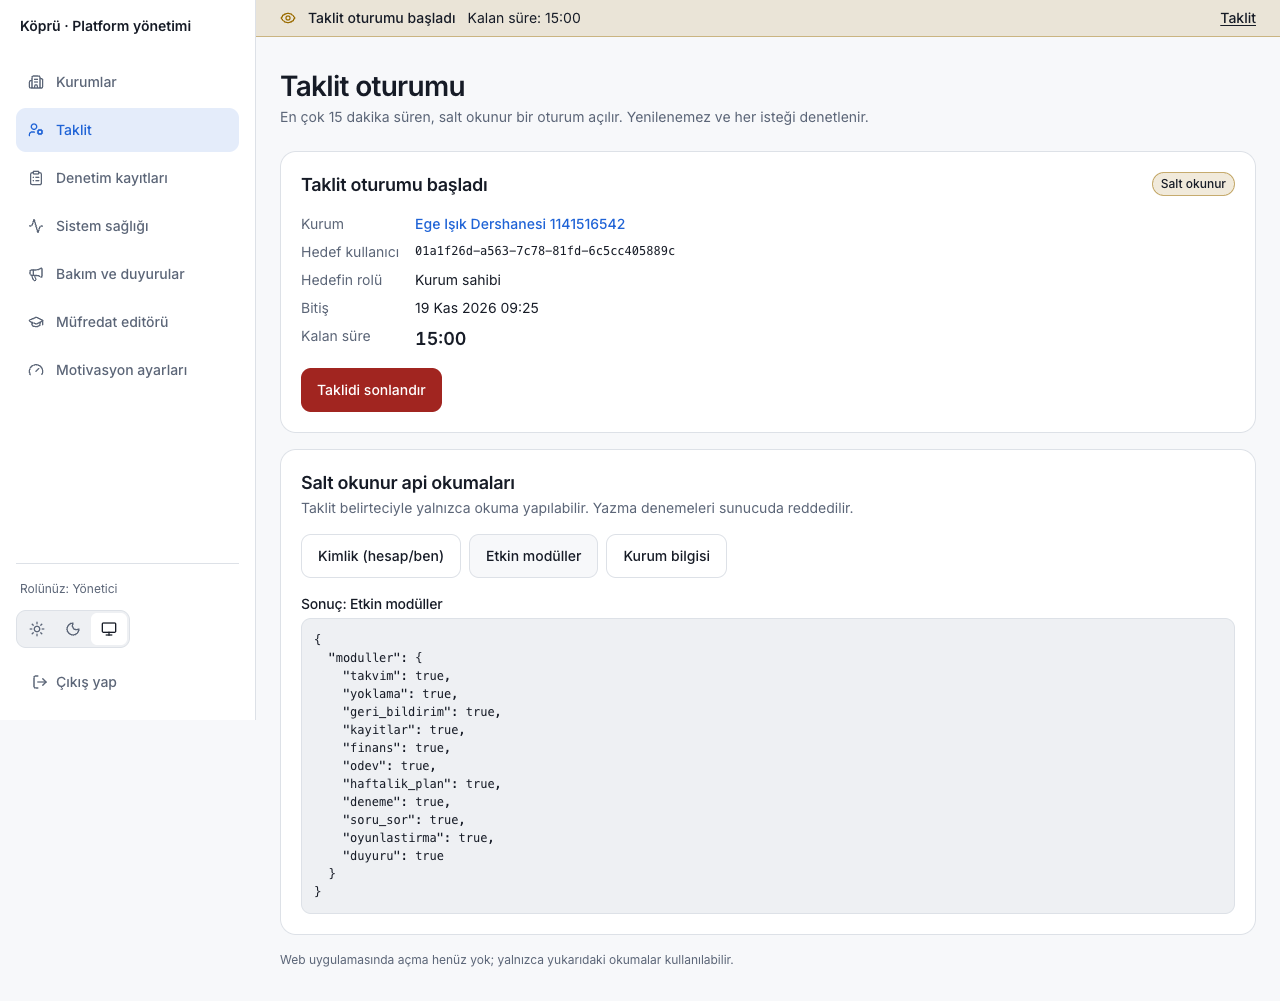 Köprü · Platform yönetimi
Kurumlar
Taklit
Denetim kayıtları
Sistem sağlığı
Bakım ve duyurular
Müfredat editörü
Motivasyon ayarları
Rolünüz: Yönetici
Çıkış yap
Taklit oturumu başladı Kalan süre: 15:00 Taklit
Taklit oturumu
En çok 15 dakika süren, salt okunur bir oturum açılır. Yenilenemez ve her isteği denetlenir.
Taklit oturumu başladı Salt okunur
Kurum Ege Işık Dershanesi 1141516542
Hedef kullanıcı 01a1f26d-a563-7c78-81fd-6c5cc405889c
Hedefin rolü Kurum sahibi
Bitiş 19 Kas 2026 09:25
Kalan süre 15:00
Taklidi sonlandır
Salt okunur api okumaları
Taklit belirteciyle yalnızca okuma yapılabilir. Yazma denemeleri sunucuda reddedilir.
Kimlik (hesap/ben) Etkin modüller Kurum bilgisi
Sonuç: Etkin modüller
{
"moduller": {
"takvim": true,
"yoklama": true,
"geri_bildirim": true,
"kayitlar": true,
"finans": true,
"odev": true,
"haftalik_plan": true,
"deneme": true,
"soru_sor": true,
"oyunlastirma": true,
"duyuru": true
}
}
Web uygulamasında açma henüz yok; yalnızca yukarıdaki okumalar kullanılabilir.